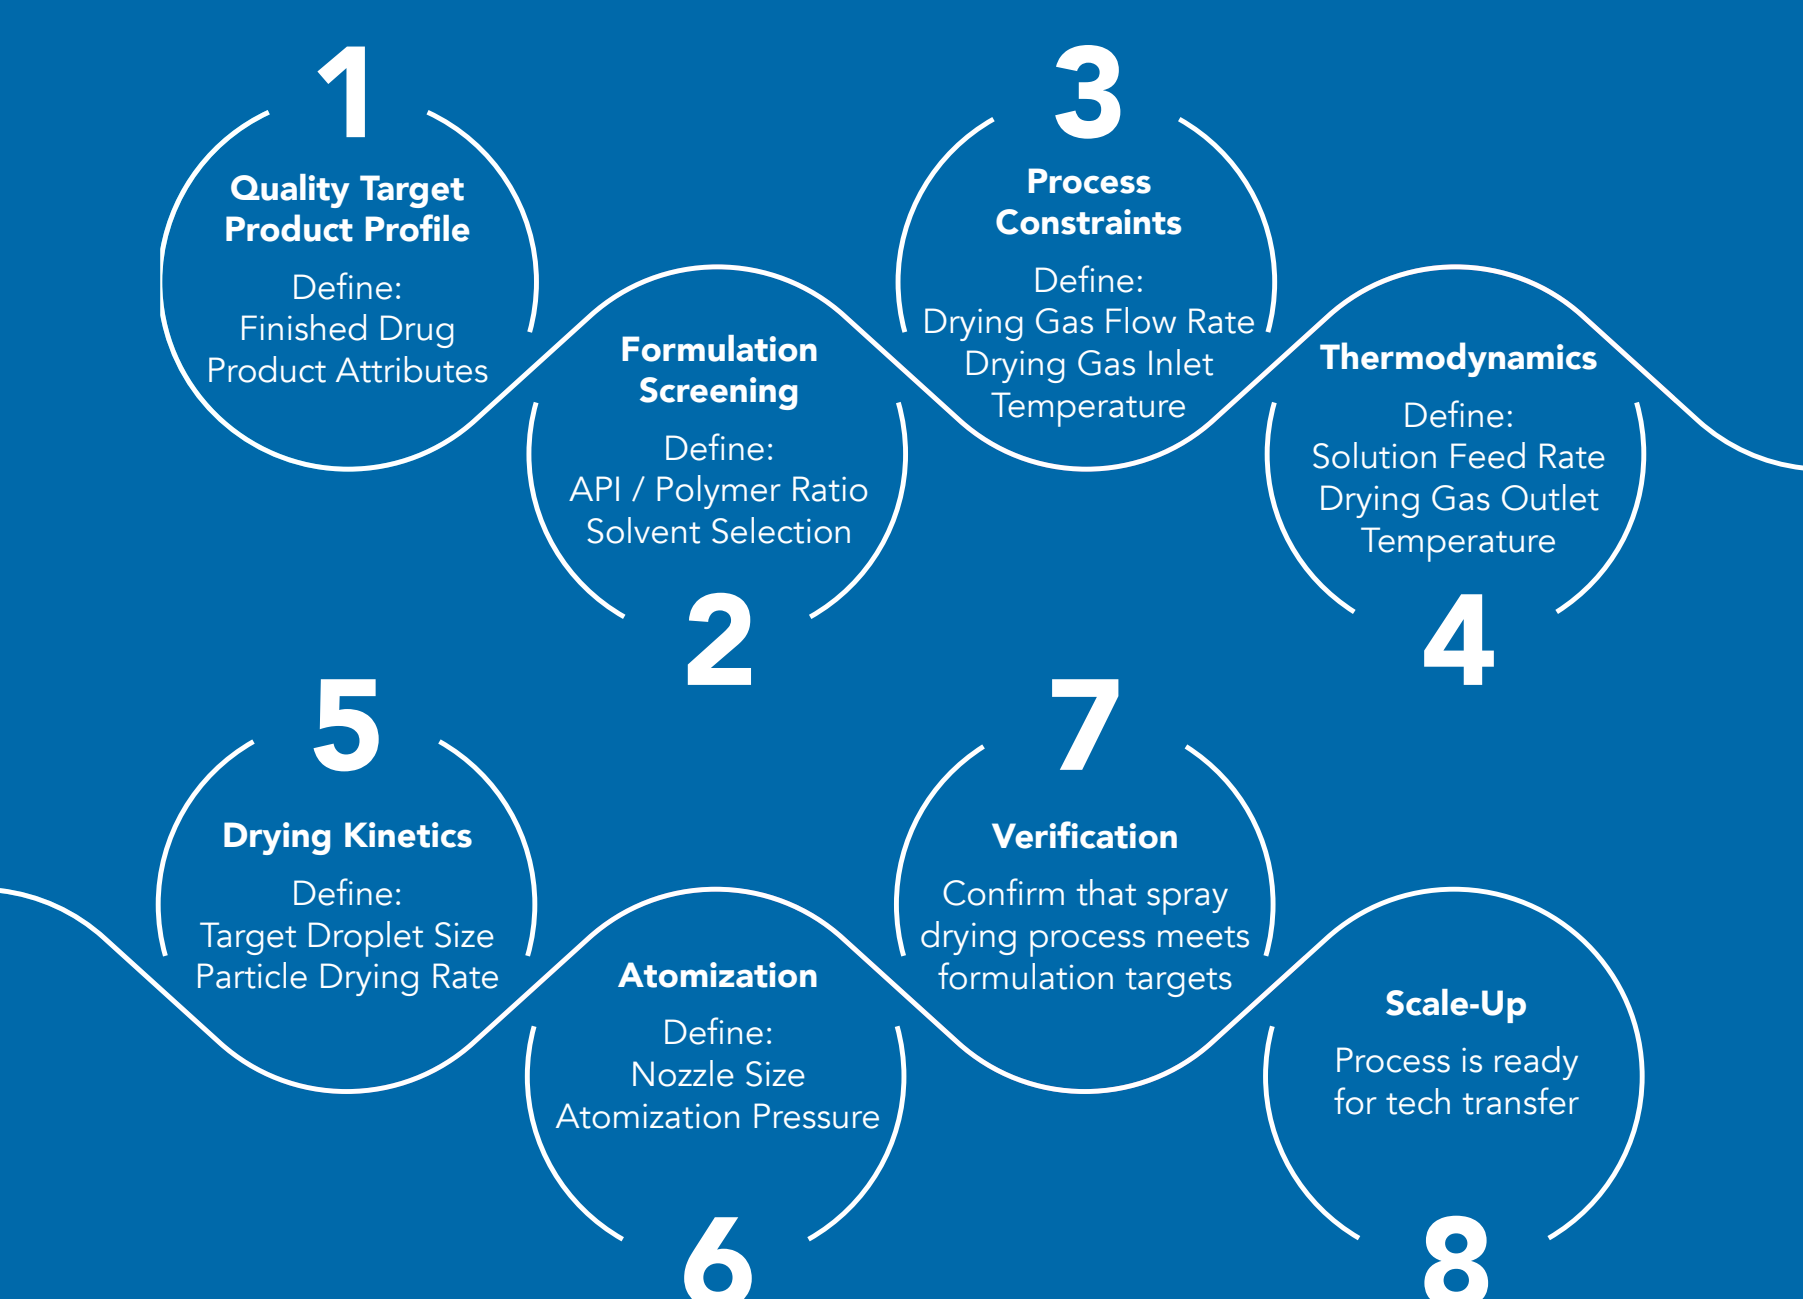 1
Quality Target
Product Profile
Define:
Finished Drug
Product Attributes
Formulation
Screening
Define:
API / Polymer Ratio
Solvent Selection
2
3
Process
Constraints
Define:
Drying Gas Flow Rate
Drying Gas Inlet
Temperature
Thermodynamics
Define:
Solution Feed Rate
Drying Gas Outlet
Temperature
4
5
Drying Kinetics
Define:
Target Droplet Size
Particle Drying Rate
Atomization
Define:
Nozzle Size
Atomization Pressure
6
7
Verification
Confirm that spray
drying process meets
formulation targets
Scale-Up
Process is ready
for tech transfer
8